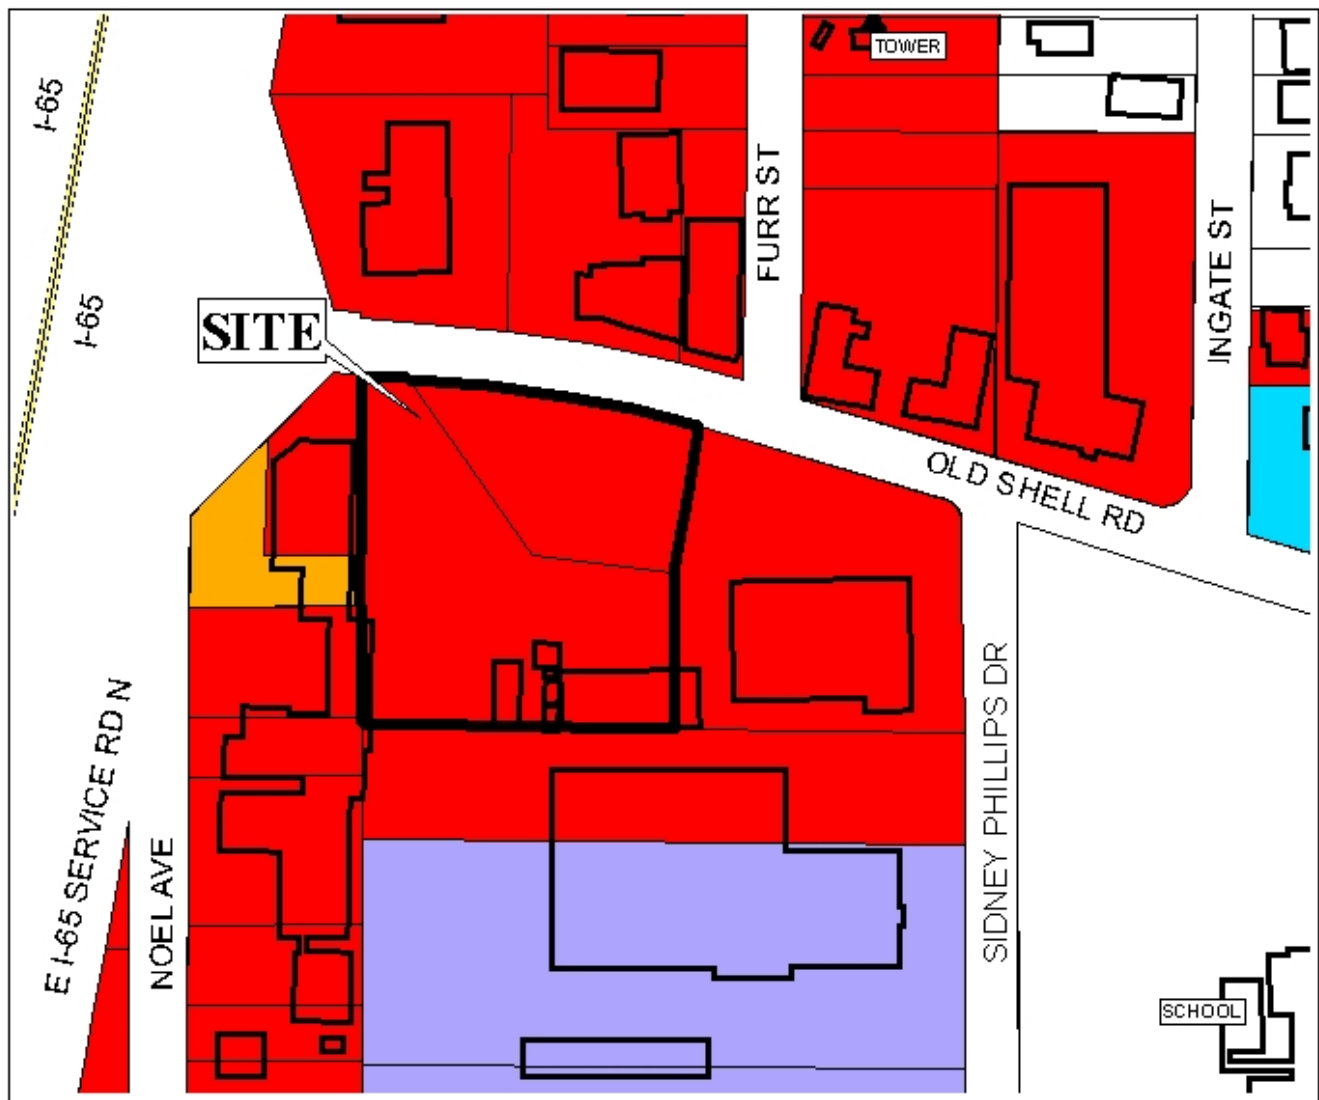 I-65
TOWER
FURR ST
INGATE ST
I-65
SITE
OLD SHELL RD
SIDNEY PHILLIPS DR
E I-65 SERVICE RD N
NOEL AVE
SCHOOL